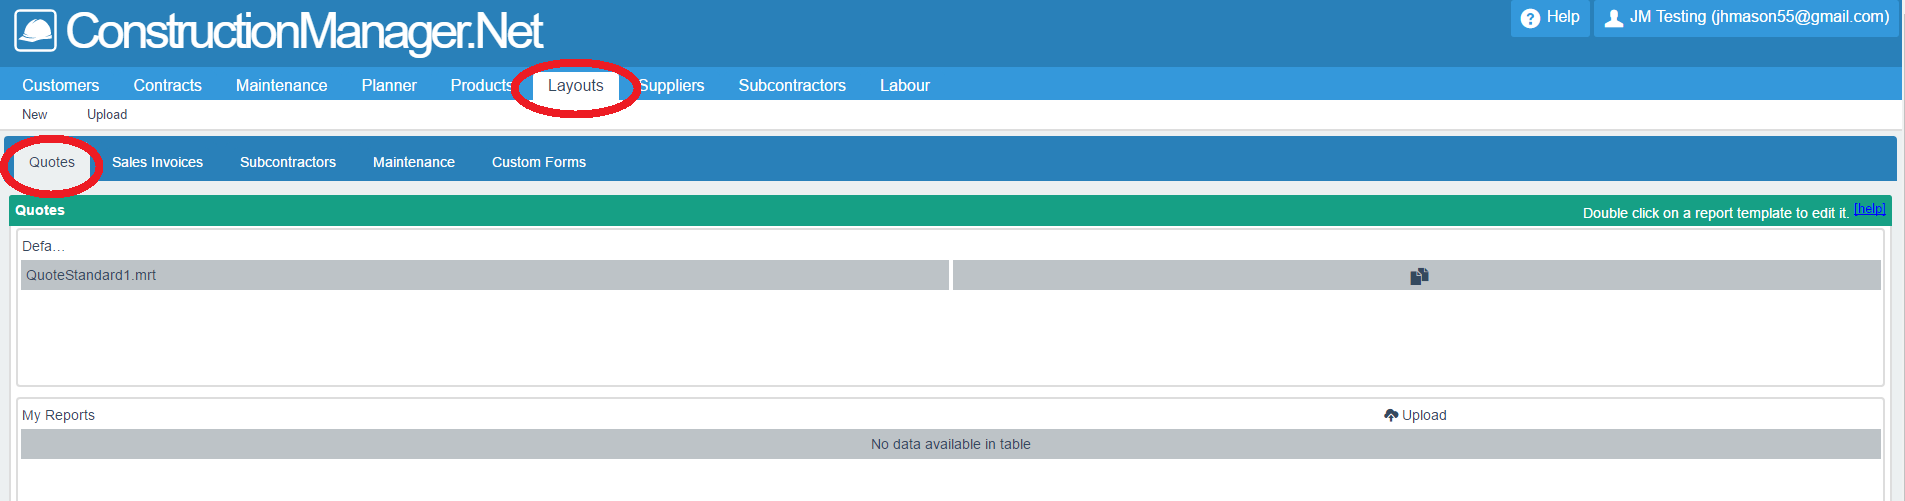 ConstructionManager.Net
Help
JM Testing (jhmason55@gmail.com)
Customers Contracts Maintenance Planner Products Layouts Suppliers Subcontractors Labour
New Upload
Quotes Sales Invoices Subcontractors Maintenance Custom Forms
Quotes
Double click on a report template to edit it. [help]
Defa...
QuoteStandard1.mrt
My Reports
Upload
No data available in table